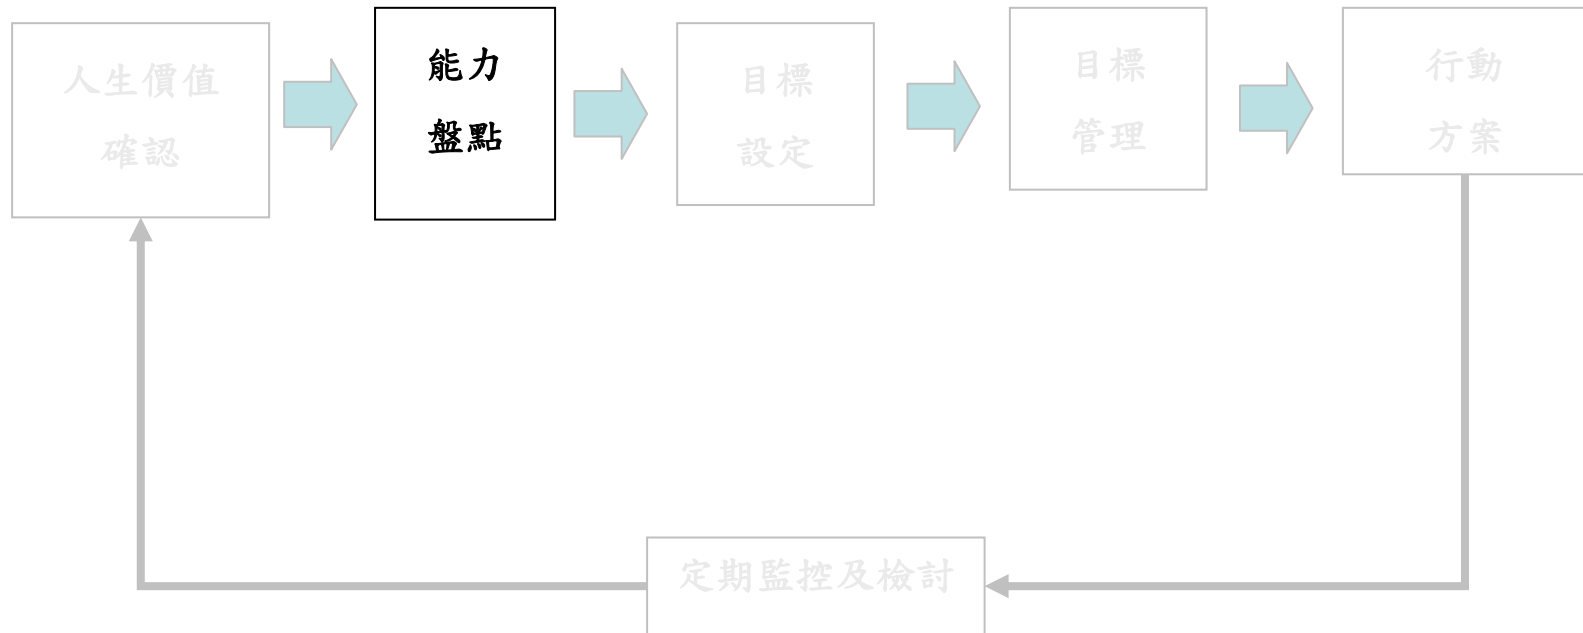 人生價值
確認
能力
盤點
目標
設定
目標
管理
行動
方案
定期監控及檢討